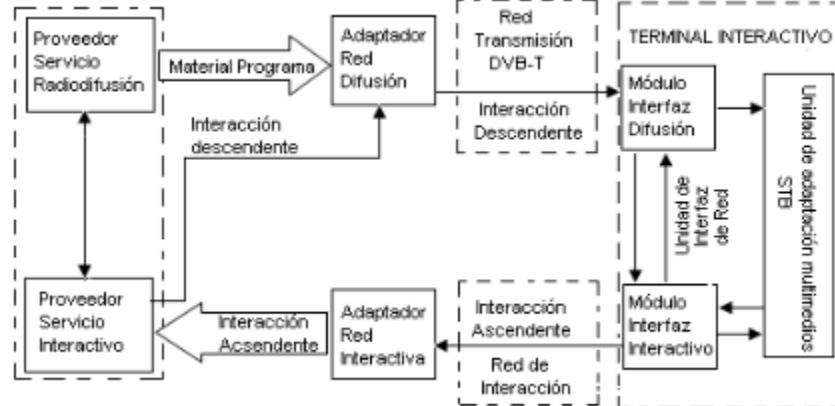 Proveedor
Servicio
Radiodifusión
Material Programa
Adaptador
Red
Difusión
Red
Transmisión
DVB-T
Interacción
Descendente
TERMINAL INTERACTIVO
Módulo
Interfaz
Difusión
Unidad de adaptación multimedios
STB
Interacción
descendente
Unidad de
Interfaz
de Red
Proveedor
Servicio
Interactivo
Interacción
Acsendente
Adaptador
Red
Interactiva
Interacción
Ascendente
Red de
Interacción
Módulo
Interfaz
Interactivo